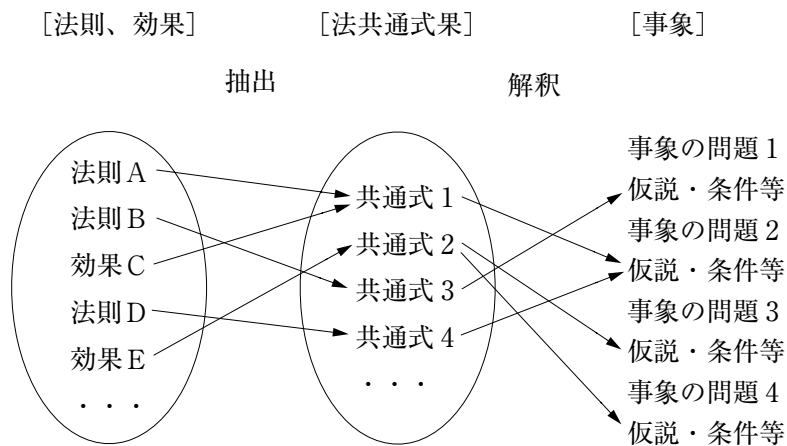 [法則、効果]
[法共通式果]
[事象]
抽出
解釈
法則A
法則B
効果C
法則D
効果E
・・・
共通式1
共通式2
共通式3
共通式4
・・・
事象の問題1
仮説・条件等
事象の問題2
仮説・条件等
事象の問題3
仮説・条件等
事象の問題4
仮説・条件等